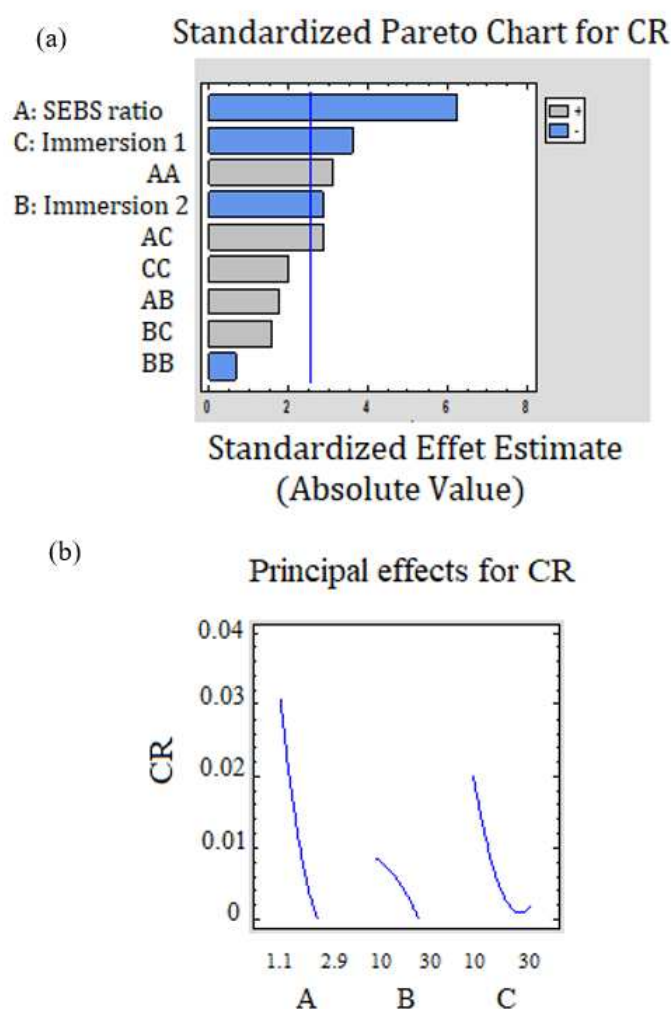 (a)
Standardized Pareto Chart for CR
A: SEBS ratio
C: Immersion 1
AA
B: Immersion 2
AC
CC
AB
BC
BB
+
-
0 2 4 6 8
Standardized Effet Estimate
(Absolute Value)
(b)
Principal effects for CR
0.04
0.03
0.02
0.01
0
CR
1.1 2.9 10 30 10 30
A B C